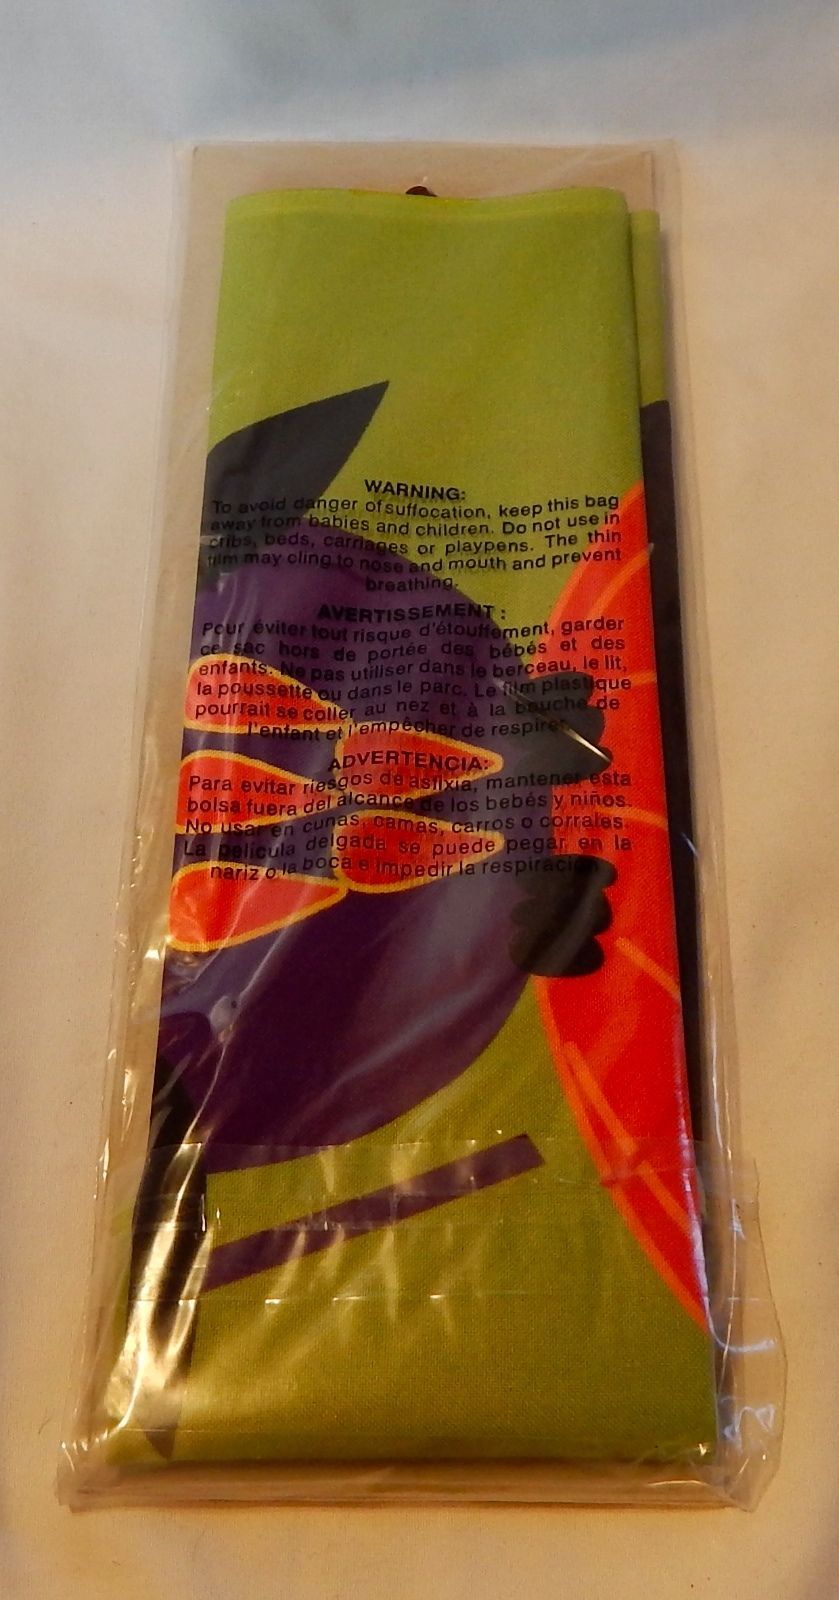 WARNING:
To avoid danger of suffocation, keep this bag
away from babies and children. Do not use in
cribs, beds, carriages or playpens. The thin
film may cling to nose and mouth and prevent
breathing.
AVERTISSEMENT :
Pour éviter tout risque d'étouffement, garder
ce sac hors de portée des bébés et des
enfants. Ne pas utiliser dans le berceau, le lit,
la poussette ou dans le parc. Le film plastique
pourrait se coller au nez et à la bouche de
l'enfant et l'empêcher de respirer.
ADVERTENCIA:
Para evitar riesgos de asfixia, mantener esta
bolsa fuera del alcance de los bebés y niños.
No usar en cunas, camas, carros o corrales.
La película delgada se puede pegar en la
nariz o la boca e impedir la respiración.